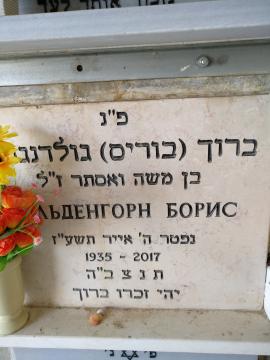 פ"נ
ברוך (בוריס) גולדנג
בן משה ואסתר ז"ל
ЛЬДЕНГОРН БОРИС
נפטר ה' אייר תשע"ז
1935 - 2017
ת נ צ ב "ה
יהי זכרו ברוך